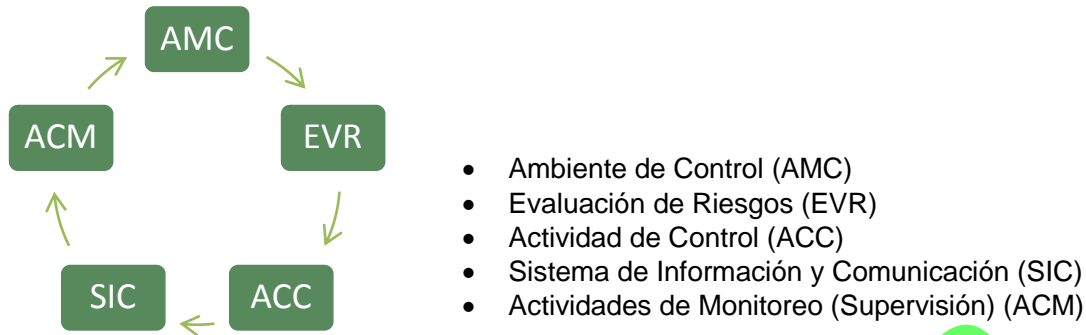 AMC
ACM
EVR
SIC
ACC
• Ambiente de Control (AMC)
• Evaluación de Riesgos (EVR)
• Actividad de Control (ACC)
• Sistema de Información y Comunicación (SIC)
• Actividades de Monitoreo (Supervisión) (ACM)